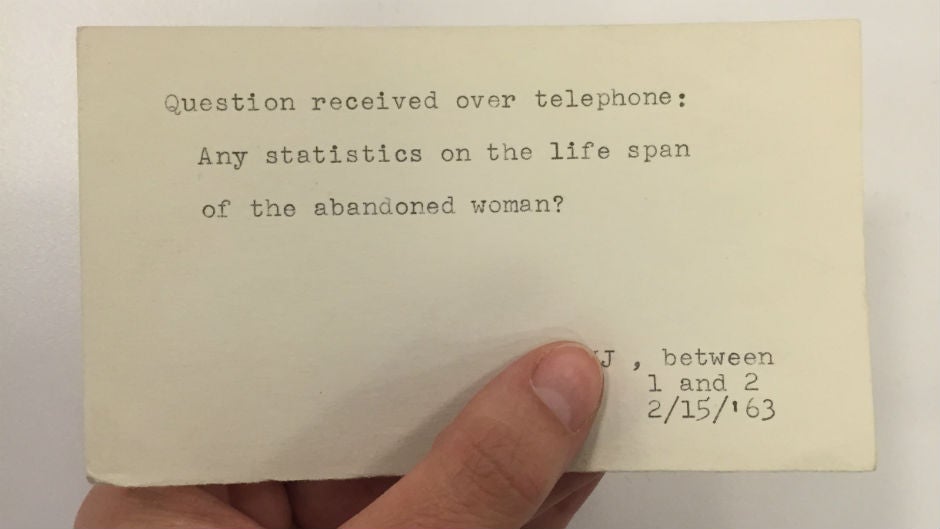 Question received over telephone:
Any statistics on the life span
of the abandoned woman?
J , between
1 and 2
2/15/'63